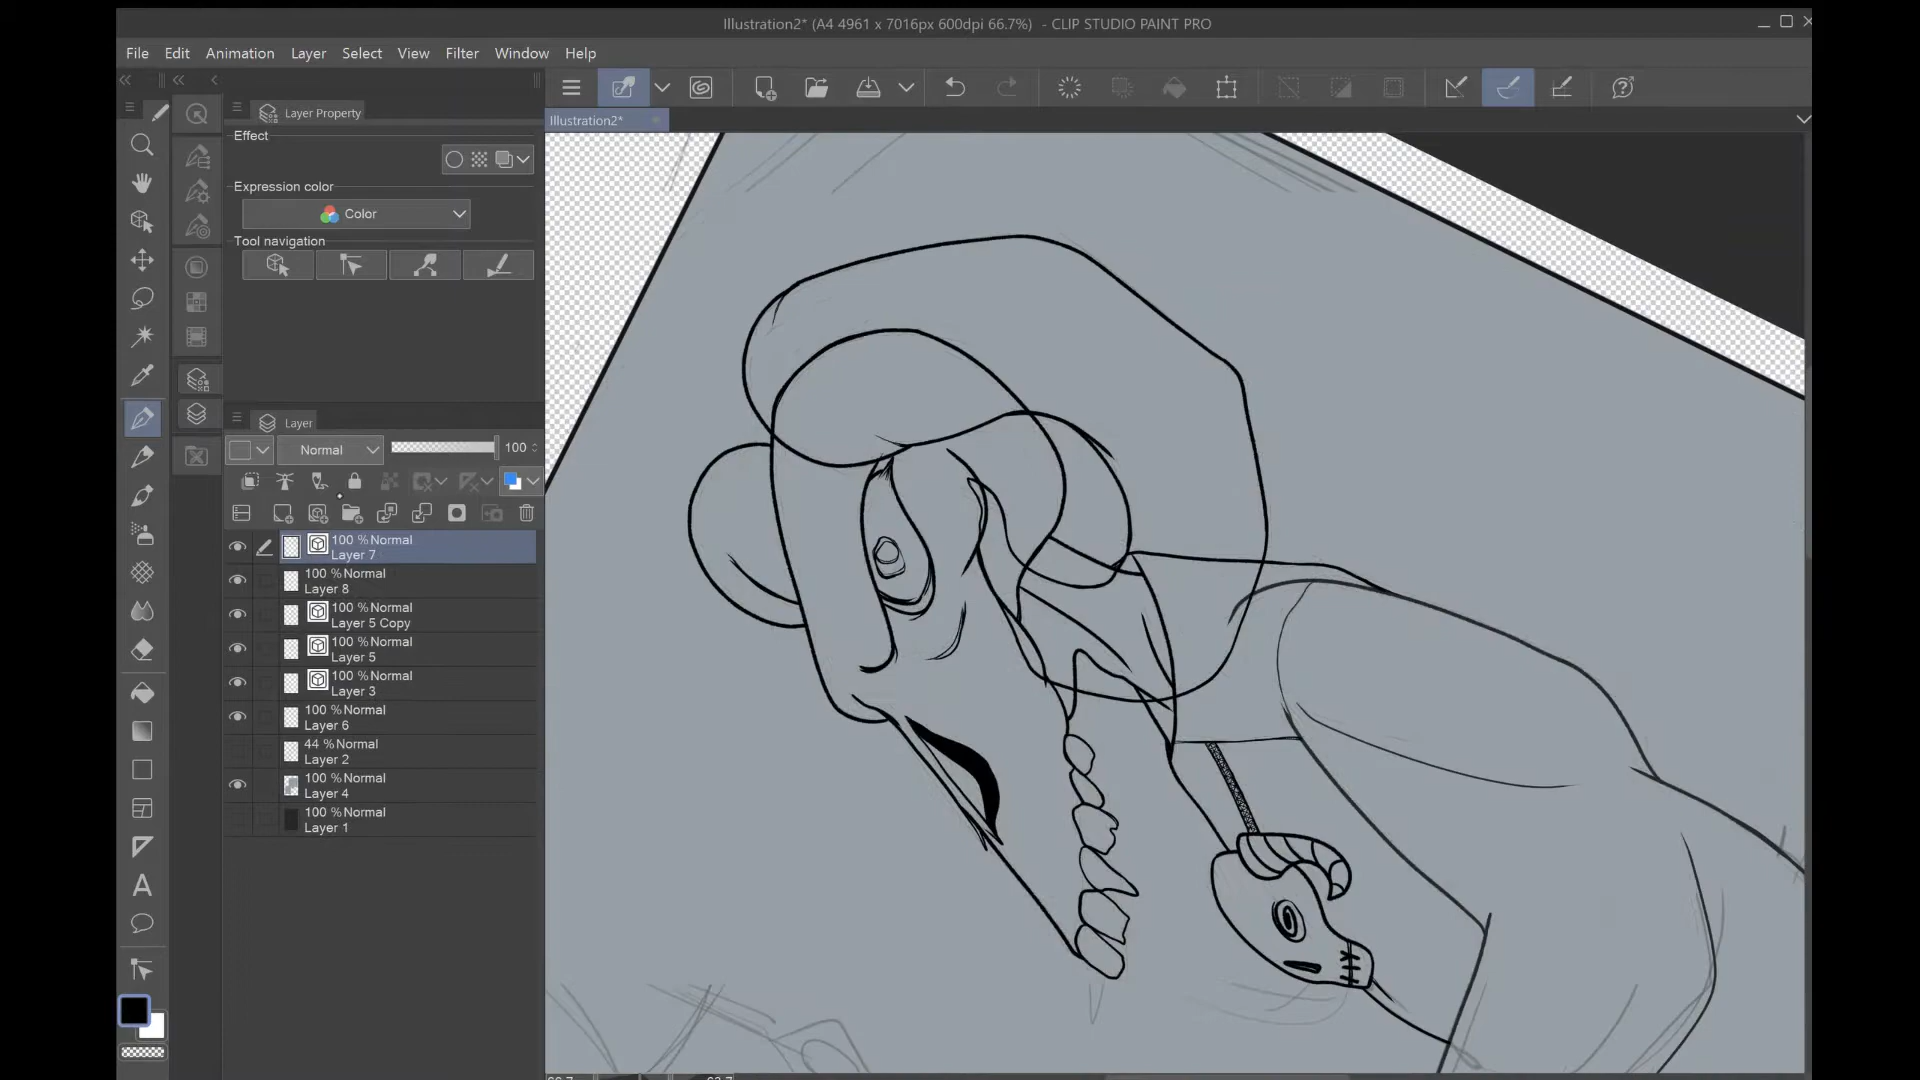 Illustration2* (A4 4961 x 7016px 600dpi 66.7%) - CLIP STUDIO PAINT PRO
File Edit Animation Layer Select View Filter Window Help
Layer Property
Illustration2*
Effect
Expression color
Color
Tool navigation
Layer
Normal 100
100 %Normal
Layer 7
100 %Normal
Layer 8
100 %Normal
Layer 5 Copy
100 %Normal
Layer 5
100 %Normal
Layer 3
100 %Normal
Layer 6
44 %Normal
Layer 2
100 %Normal
Layer 4
100 %Normal
Layer 1